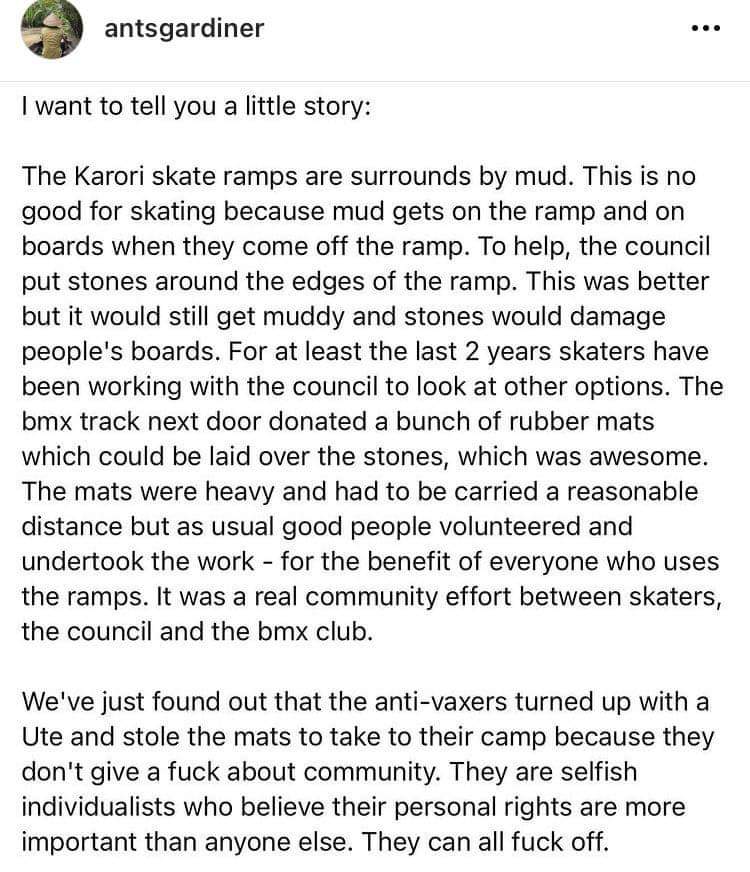 antsgardiner
I want to tell you a little story:
The Karori skate ramps are surrounds by mud. This is no
good for skating because mud gets on the ramp and on
boards when they come off the ramp. To help, the council
put stones around the edges of the ramp. This was better
but it would still get muddy and stones would damage
people's boards. For at least the last 2 years skaters have
been working with the council to look at other options. The
bmx track next door donated a bunch of rubber mats
which could be laid over the stones, which was awesome.
The mats were heavy and had to be carried a reasonable
distance but as usual good people volunteered and
undertook the work - for the benefit of everyone who uses
the ramps. It was a real community effort between skaters,
the council and the bmx club.
We've just found out that the anti-vaxers turned up with a
Ute and stole the mats to take to their camp because they
don't give a fuck about community. They are selfish
individualists who believe their personal rights are more
important than anyone else. They can all fuck off.